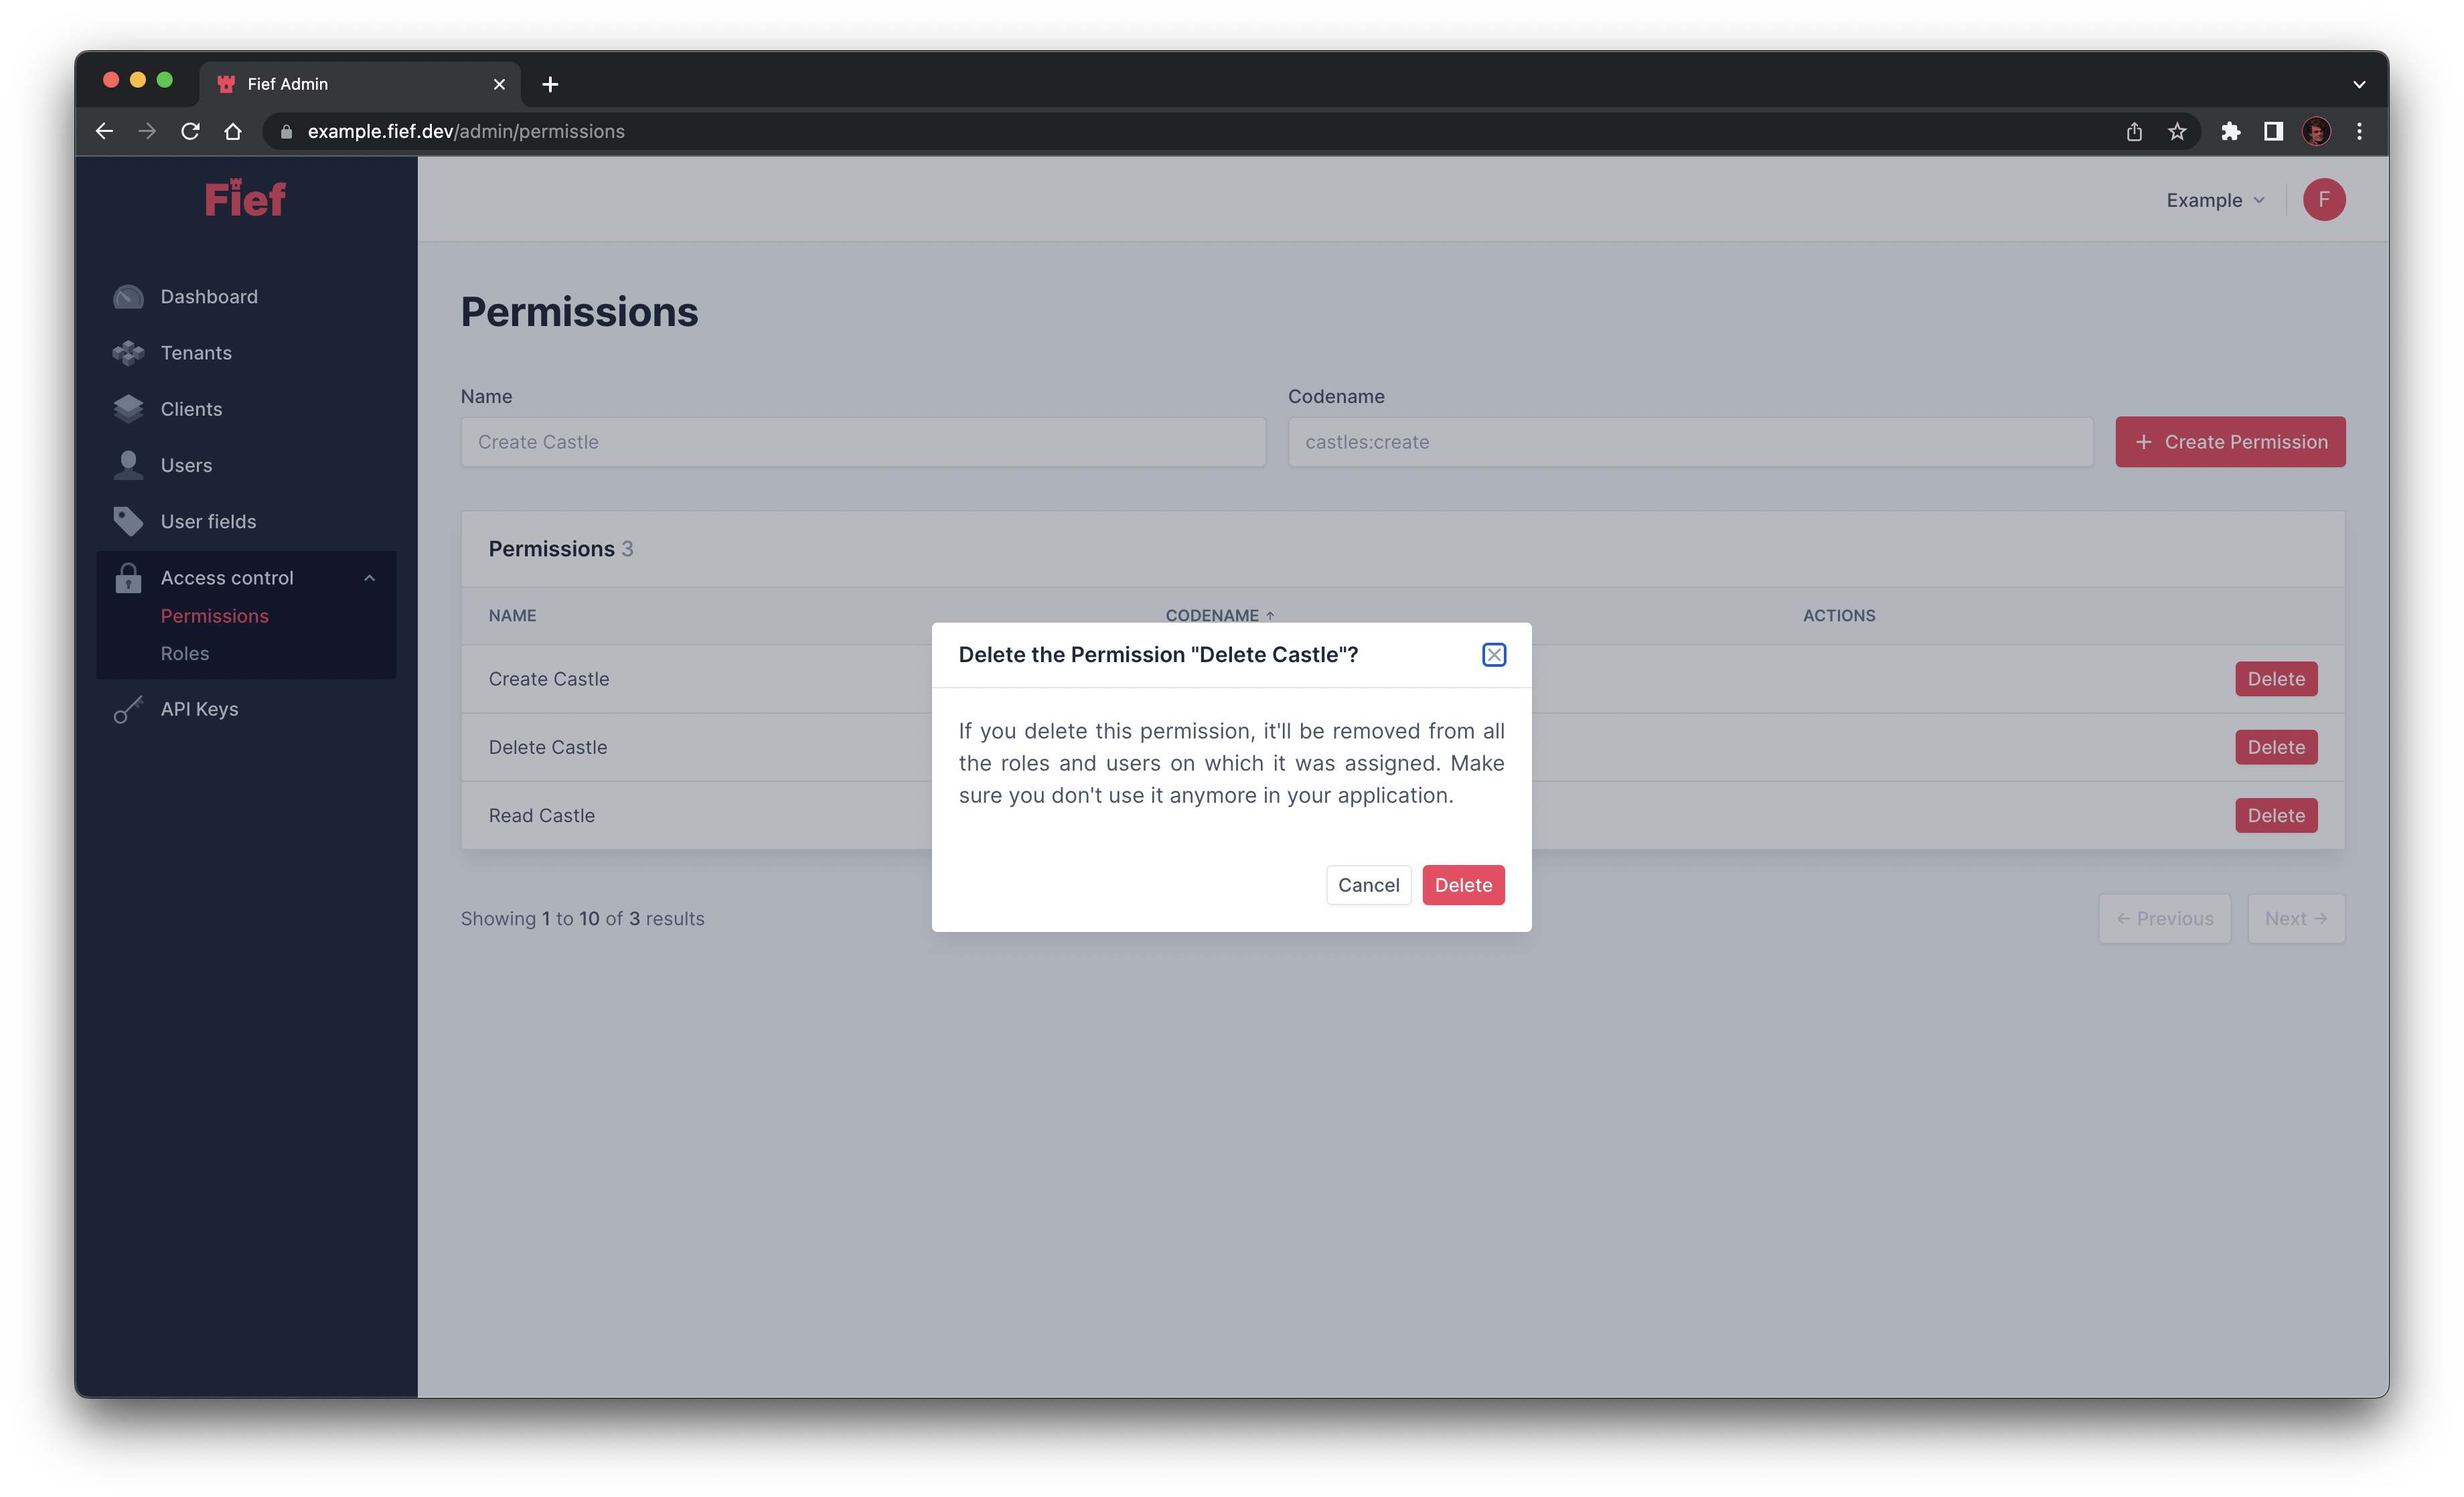 Fief Admin
example.fief.dev/admin/permissions
Fief
Example
F
Dashboard
Tenants
Clients
Users
User fields
Access control
Permissions
Roles
API Keys
Permissions
Name
Codename
Create Castle
castles:create
Create Permission
Permissions 3
NAME
CODENAME ↑
ACTIONS
Create Castle
Delete
Delete Castle
Delete
Read Castle
Delete
Delete the Permission "Delete Castle"?
If you delete this permission, it'll be removed from all
the roles and users on which it was assigned. Make
sure you don't use it anymore in your application.
Cancel
Delete
Showing 1 to 10 of 3 results
← Previous
Next →